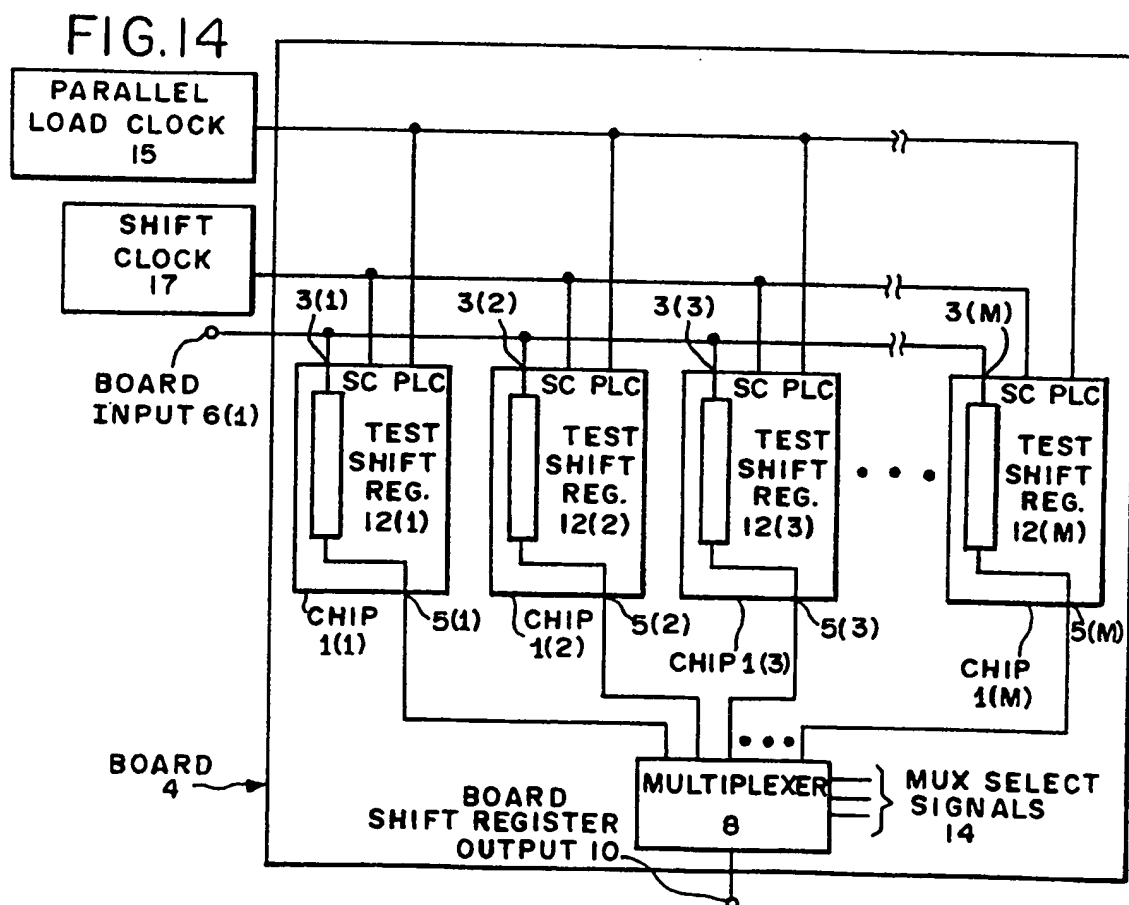 FIG.14
PARALLEL
LOAD CLOCK
15
SHIFT
CLOCK
17
3(1)
3(2)
3(3)
3(M)
BOARD
INPUT 6(1)
SC PLC
TEST
SHIFT
REG.
12(1)
SC PLC
TEST
SHIFT
REG.
12(2)
SC PLC
TEST
SHIFT
REG.
12(3)
SC PLC
TEST
SHIFT
REG.
12(M)
CHIP
1(1)
5(1)
CHIP
1(2)
5(2)
CHIP 1(3)
5(3)
CHIP
1(M)
5(M)
BOARD
4
MULTIPLEXER
8
MUX SELECT
SIGNALS
14
BOARD
SHIFT REGISTER
OUTPUT 10